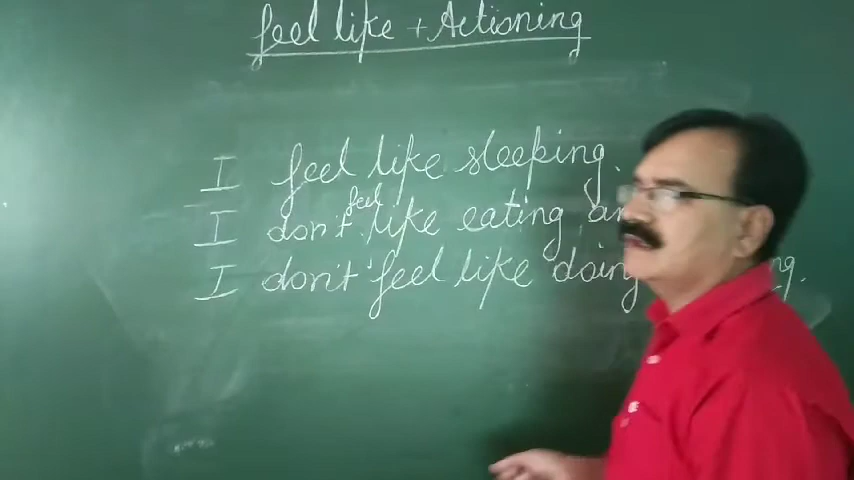 feel like + Actioning
I feel like sleeping.
I don't feel like eating
I don't feel like doing